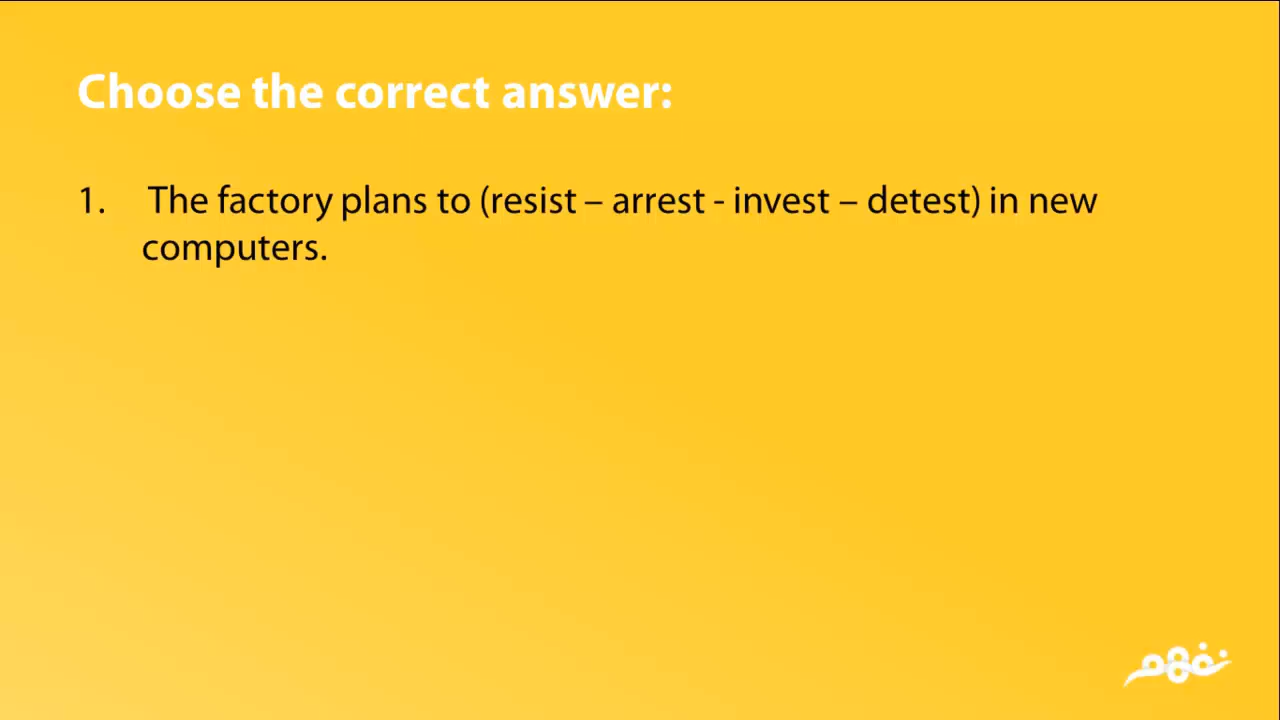 Choose the correct answer:
1. The factory plans to (resist – arrest - invest – detest) in new
computers.
نفهم